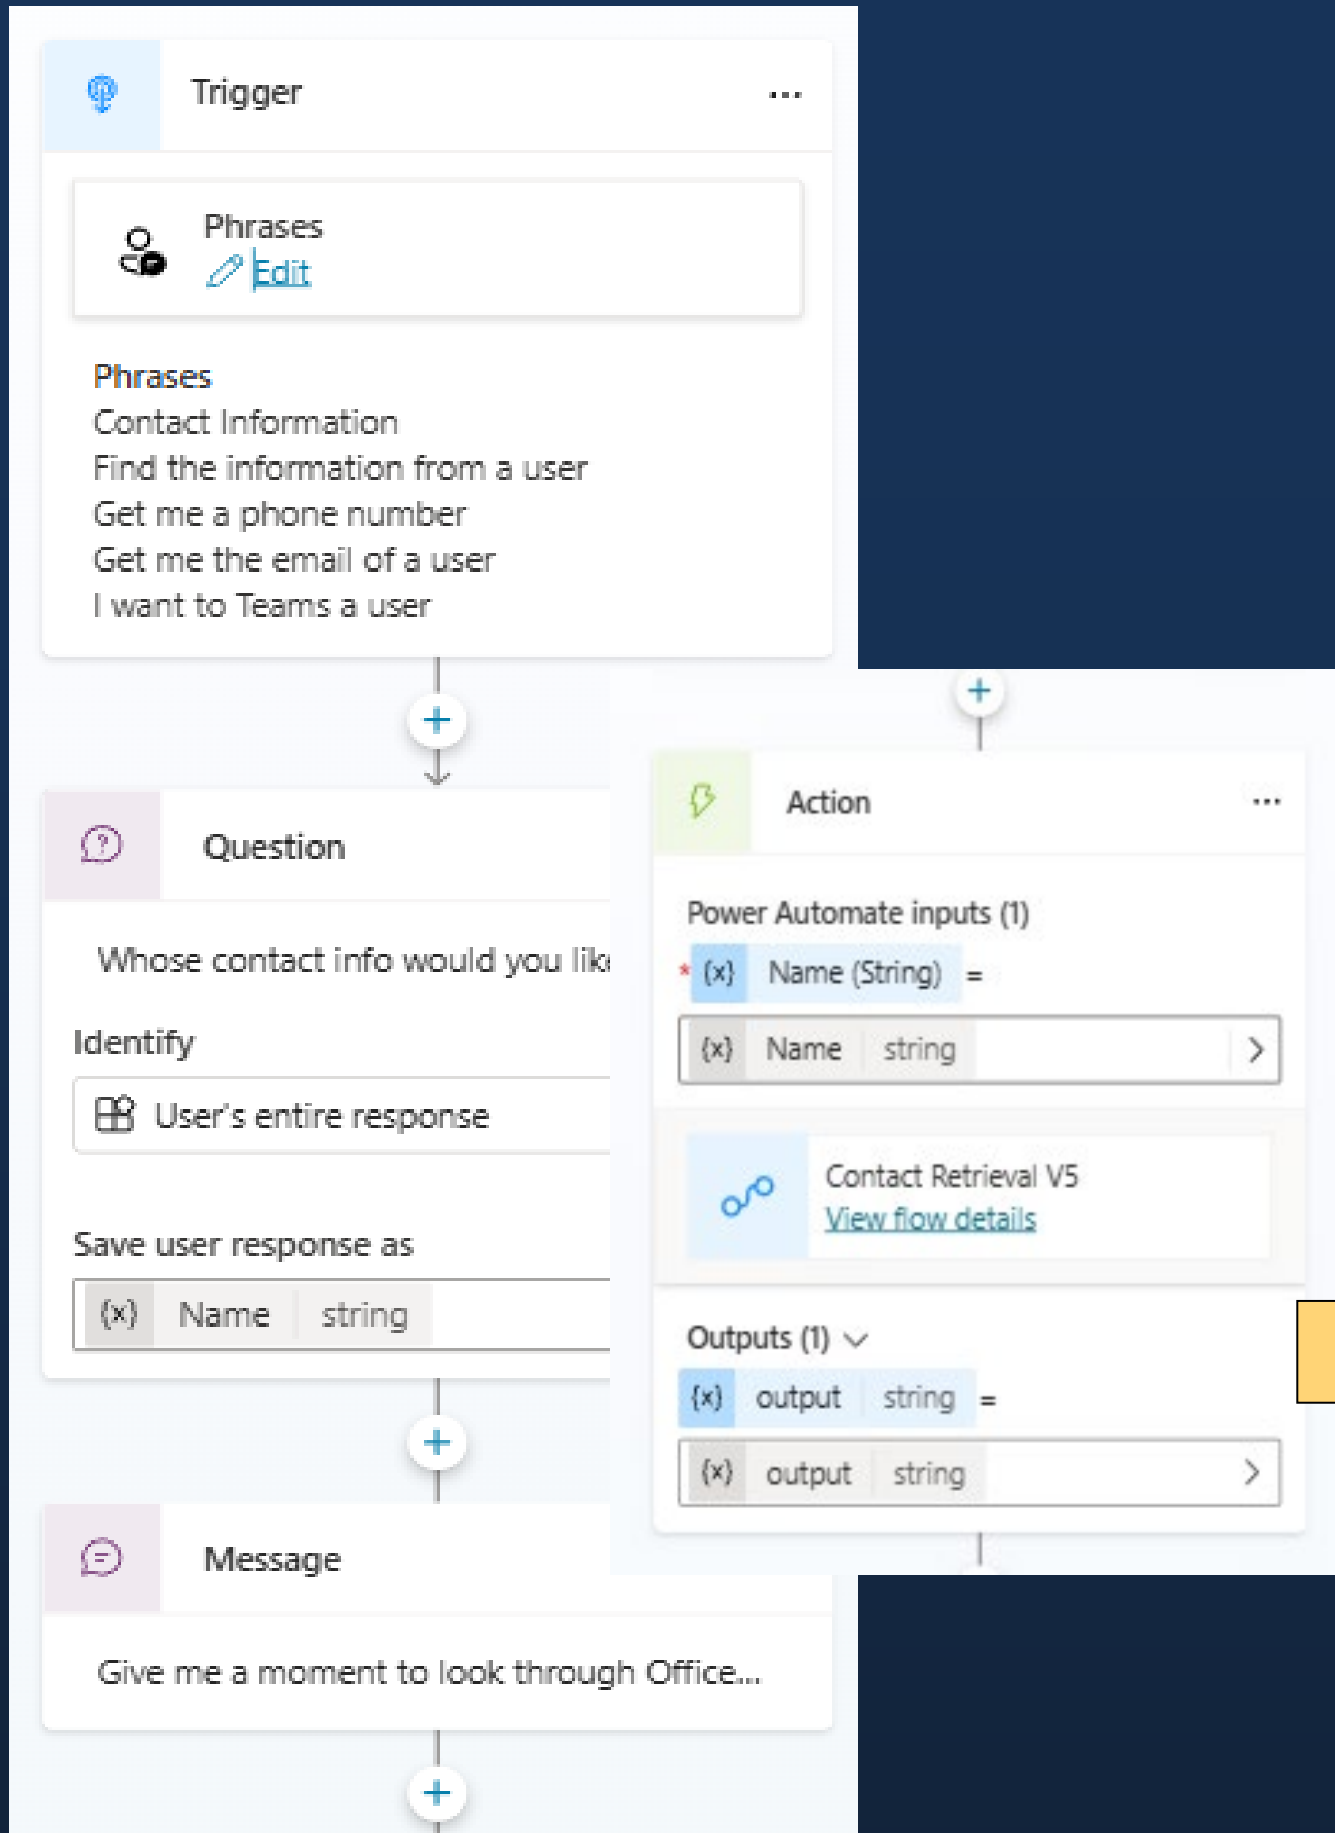 Trigger
...
Phrases
Edit
Phrases
Contact Information
Find the information from a user
Get me a phone number
Get me the email of a user
I want to Teams a user
Question
Whose contact info would you like
Identify
User's entire response
Save user response as
{x} Name string
Message
Give me a moment to look through Office...
Action
...
Power Automate inputs (1)
* {x} Name (String) =
{x} Name string
Contact Retrieval V5
View flow details
Outputs (1)
{x} output string =
{x} output string